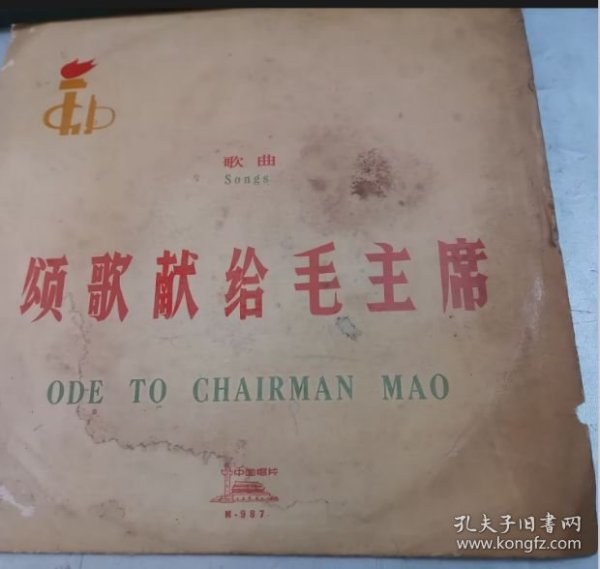 歌曲
Songs
颂歌献给毛主席
ODE TO CHAIRMAN MAO
中国唱片
M-987
孔夫子旧书网
www.kongfz.com